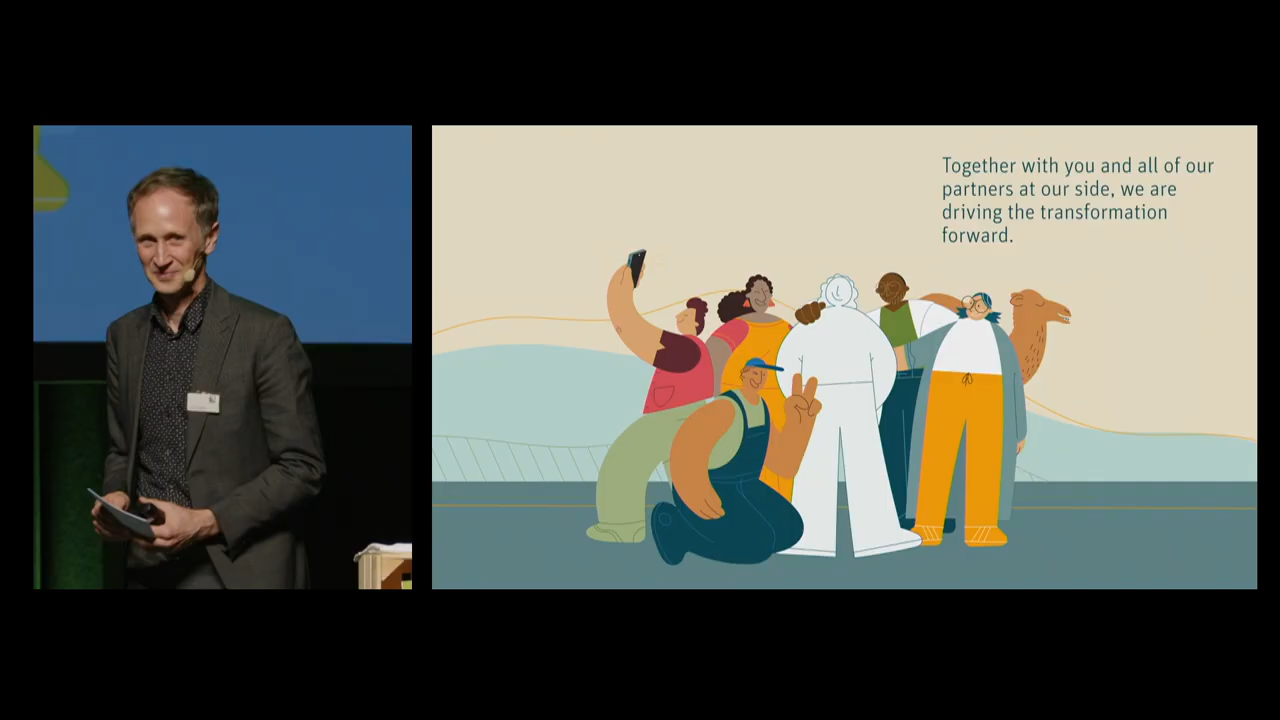 Together with you and all of our
partners at our side, we are
driving the transformation
forward.